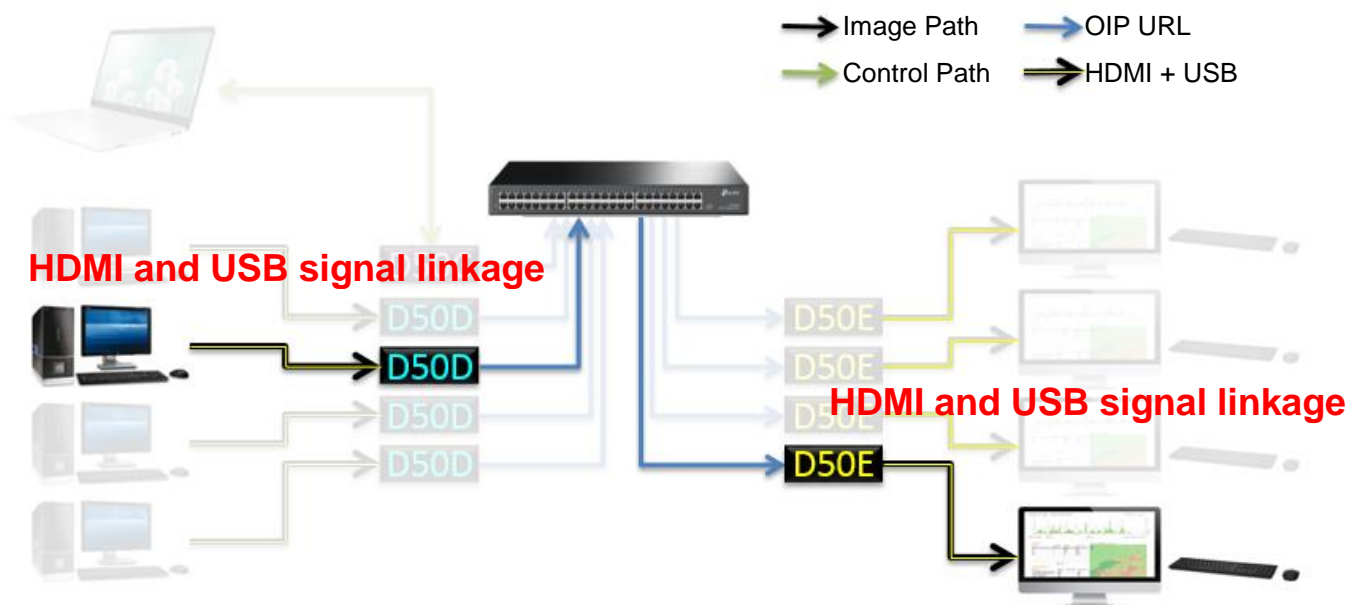 Image Path
OIP URL
Control Path
HDMI + USB
HDMI and USB signal linkage
D50D
D50E
D50D
D50E
HDMI and USB signal linkage
D50D
D50E
D50D
D50E